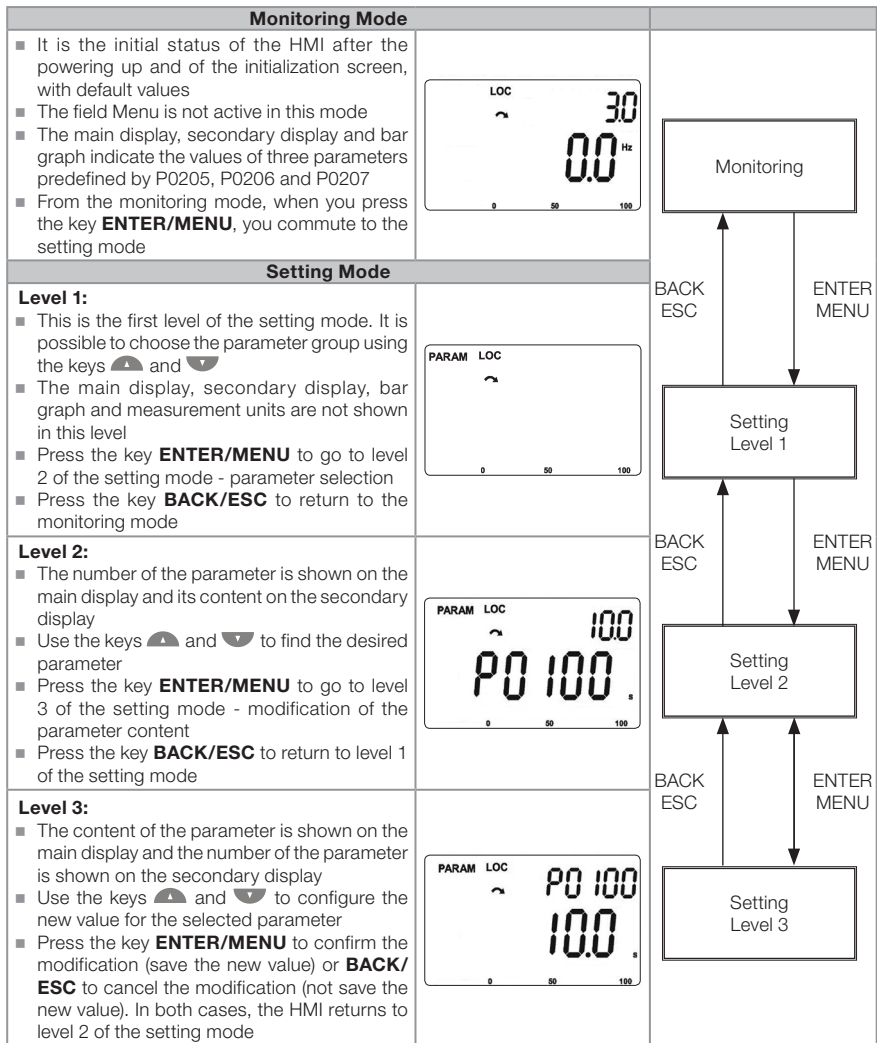 Monitoring Mode
■ It is the initial status of the HMI after the
powering up and of the initialization screen,
with default values
■ The field Menu is not active in this mode
■ The main display, secondary display and bar
graph indicate the values of three parameters
predefined by P0205, P0206 and P0207
■ From the monitoring mode, when you press
the key ENTER/MENU, you commute to the
setting mode
LOC
3.0
0.0 Hz
0 50 100
Setting Mode
Level 1:
■ This is the first level of the setting mode. It is
possible to choose the parameter group using
the keys and
■ The main display, secondary display, bar
graph and measurement units are not shown
in this level
■ Press the key ENTER/MENU to go to level
2 of the setting mode - parameter selection
■ Press the key BACK/ESC to return to the
monitoring mode
PARAM LOC
0 50 100
Level 2:
■ The number of the parameter is shown on the
main display and its content on the secondary
display
■ Use the keys and to find the desired
parameter
■ Press the key ENTER/MENU to go to level
3 of the setting mode - modification of the
parameter content
■ Press the key BACK/ESC to return to level 1
of the setting mode
PARAM LOC
10.0
P0100 s
0 50 100
Level 3:
■ The content of the parameter is shown on the
main display and the number of the parameter
is shown on the secondary display
■ Use the keys and to configure the
new value for the selected parameter
■ Press the key ENTER/MENU to confirm the
modification (save the new value) or BACK/
ESC to cancel the modification (not save the
new value). In both cases, the HMI returns to
level 2 of the setting mode
PARAM LOC
P0100
10.0 s
0 50 100
Monitoring
BACK ENTER
ESC MENU
Setting
Level 1
BACK ENTER
ESC MENU
Setting
Level 2
BACK ENTER
ESC MENU
Setting
Level 3